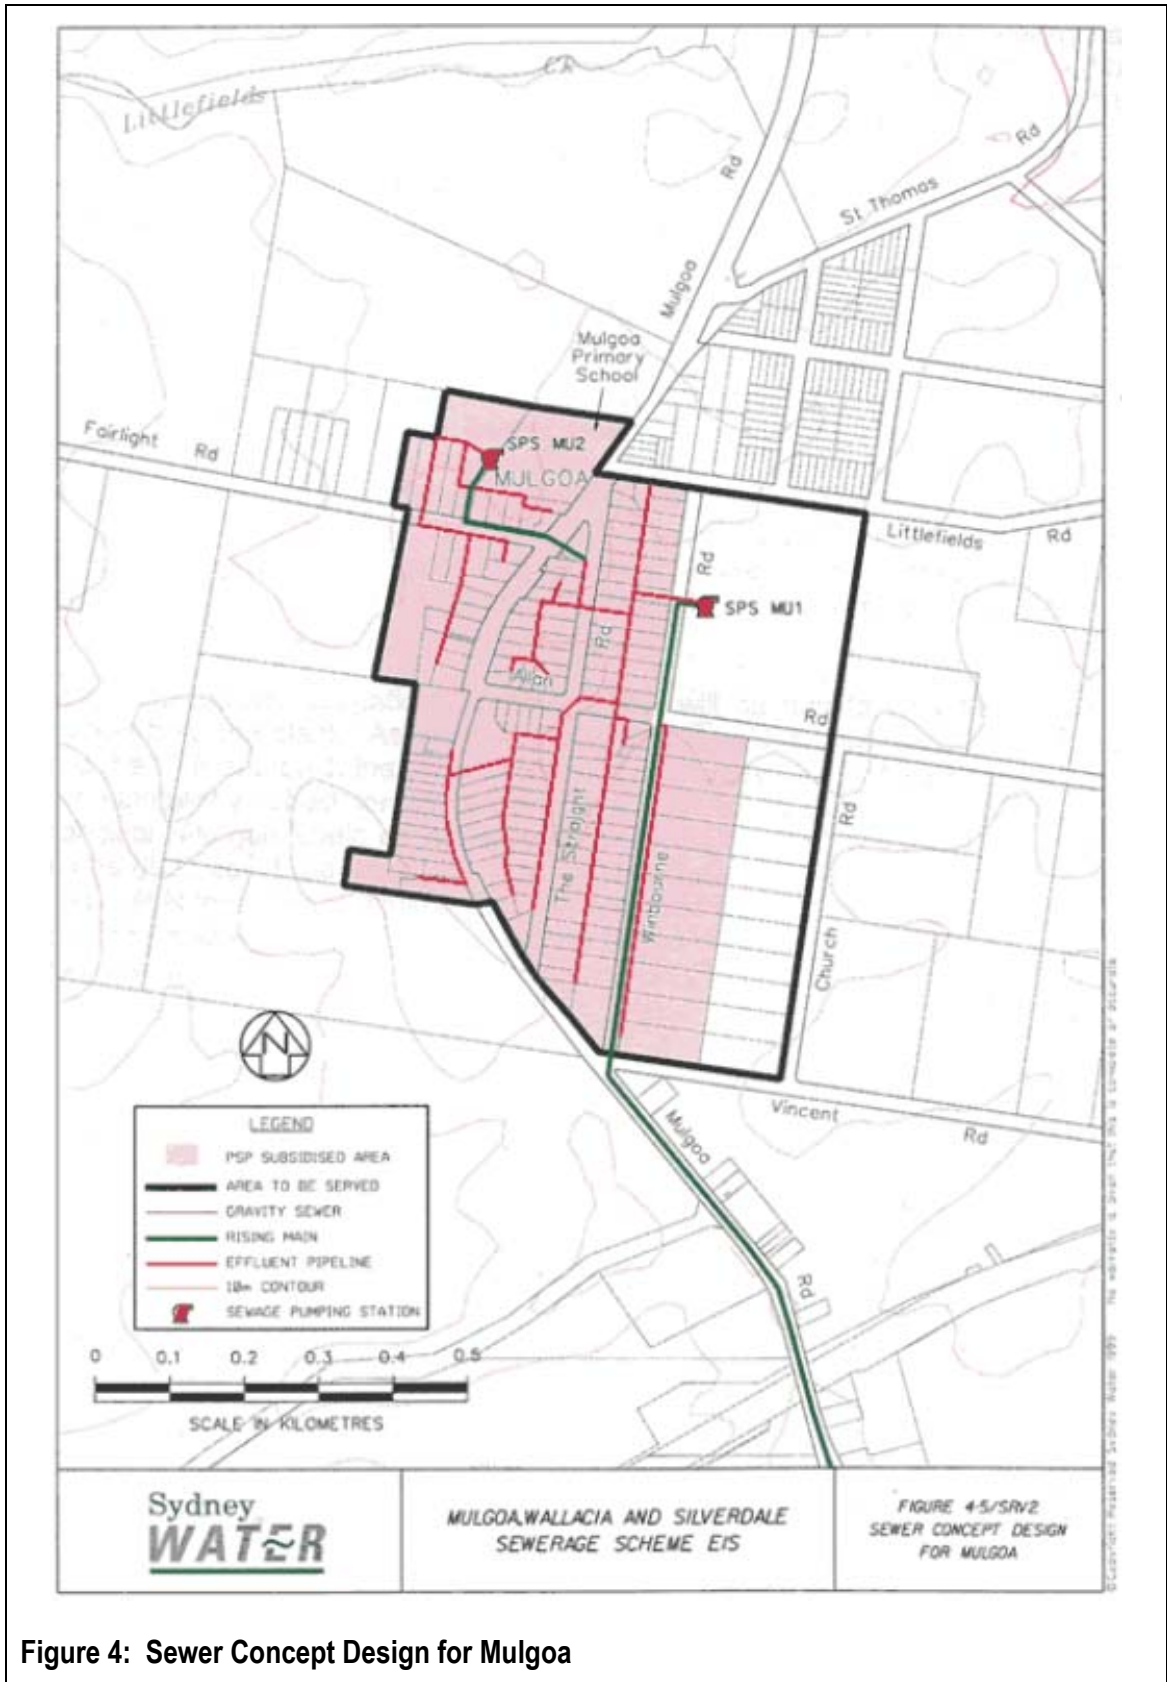 Littlefields
Ck
Rd
Rd
St Thomas
Mulgoa
Mulgoa
Primary
School
Fairlight
Rd
SPS MU2
MULGOA
Littlefields
Rd
Rd
SPS MU1
Rd
Allan
Rd
Rd
The Straight
Winbourne
Church
N
Vincent
Rd
Mulgoa
Rd
LEGEND
PSP SUBSIDISED AREA
AREA TO BE SERVED
GRAVITY SEWER
RISING MAIN
EFFLUENT PIPELINE
10m CONTOUR
SEWAGE PUMPING STATION
0 0.1 0.2 0.3 0.4 0.5
SCALE IN KILOMETRES
Sydney
WATER
MULGOA,WALLACIA AND SILVERDALE
SEWERAGE SCHEME EIS
FIGURE 4-5/SRV2
SEWER CONCEPT DESIGN
FOR MULGOA
Figure 4: Sewer Concept Design for Mulgoa